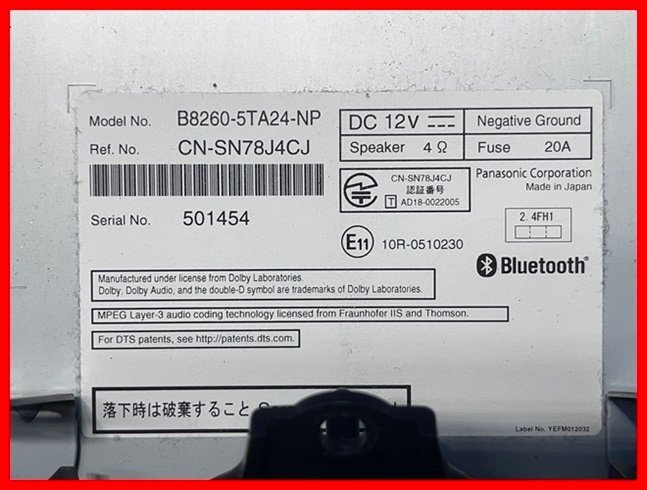 Model No. B8260-5TA24-NP
Ref. No. CN-SN78J4CJ
Serial No. 501454
DC 12V Negative Ground
Speaker 4 Ω Fuse 20A
CN-SN78J4CJ
認証番号
T AD18-0022005
Panasonic Corporation
Made in Japan
2.4FH1
E11 10R-0510230
Bluetooth®
Manufactured under license from Dolby Laboratories.
Dolby, Dolby Audio, and the double-D symbol are trademarks of Dolby Laboratories.
MPEG Layer-3 audio coding technology licensed from Fraunhofer IIS and Thomson.
For DTS patents, see http://patents.dts.com.
落下時は破棄すること
Label No. YEFM012032